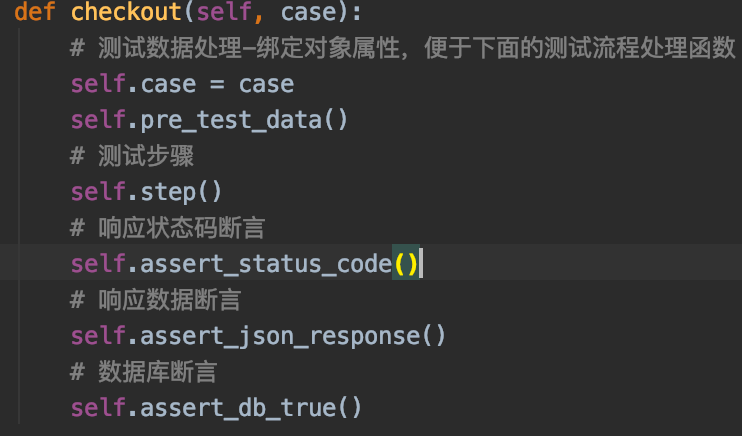 def checkout(self, case):
# 测试数据处理-绑定对象属性，便于下面的测试流程处理函数
self.case = case
self.pre_test_data()
# 测试步骤
self.step()
# 响应状态码断言
self.assert_status_code()
# 响应数据断言
self.assert_json_response()
# 数据库断言
self.assert_db_true()